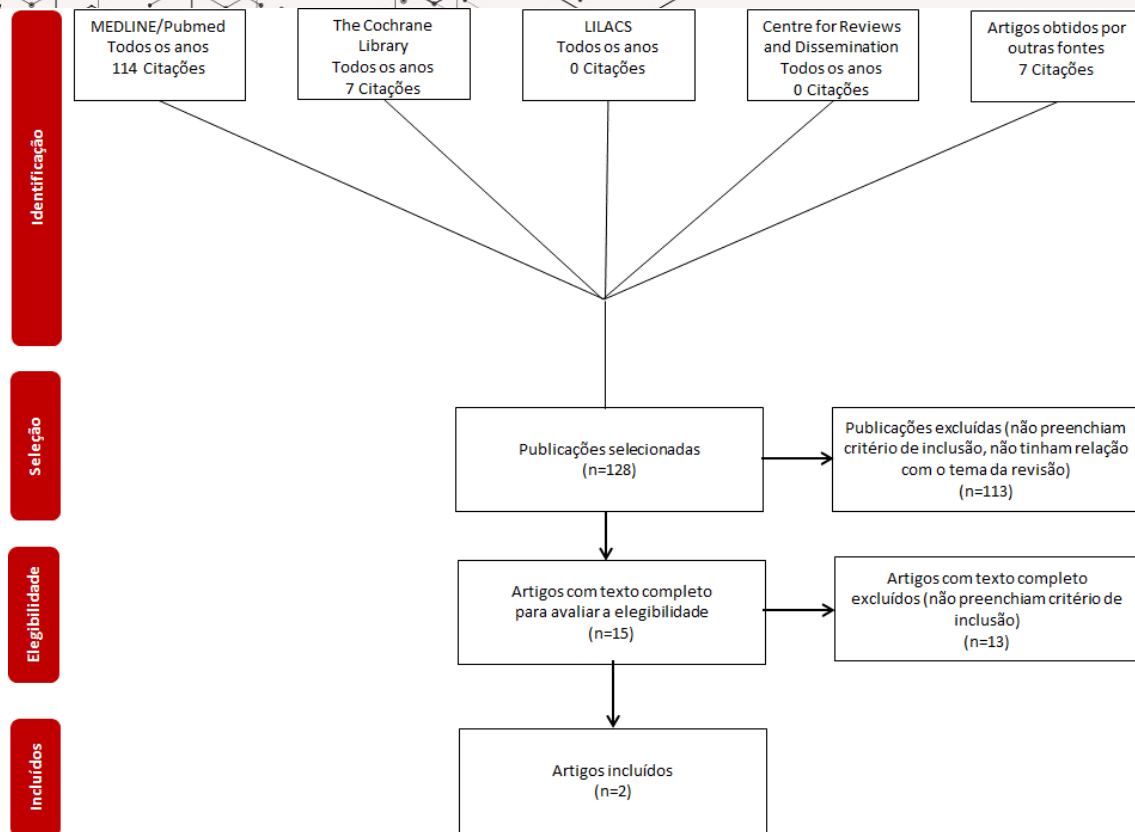 Identificação
MEDLINE/Pubmed
Todos os anos
114 Citações
The Cochrane
Library
Todos os anos
7 Citações
LILACS
Todos os anos
0 Citações
Centre for Reviews
and Dissemination
Todos os anos
0 Citações
Artigos obtidos por
outras fontes
7 Citações
Seleção
Publicações selecionadas
(n=128)
Publicações excluídas (não preenchiam
critério de inclusão, não tinham relação
com o tema da revisão)
(n=113)
Elegibilidade
Artigos com texto completo
para avaliar a elegibilidade
(n=15)
Artigos com texto completo
excluídos (não preenchiam critério de
inclusão)
(n=13)
Incluídos
Artigos incluídos
(n=2)